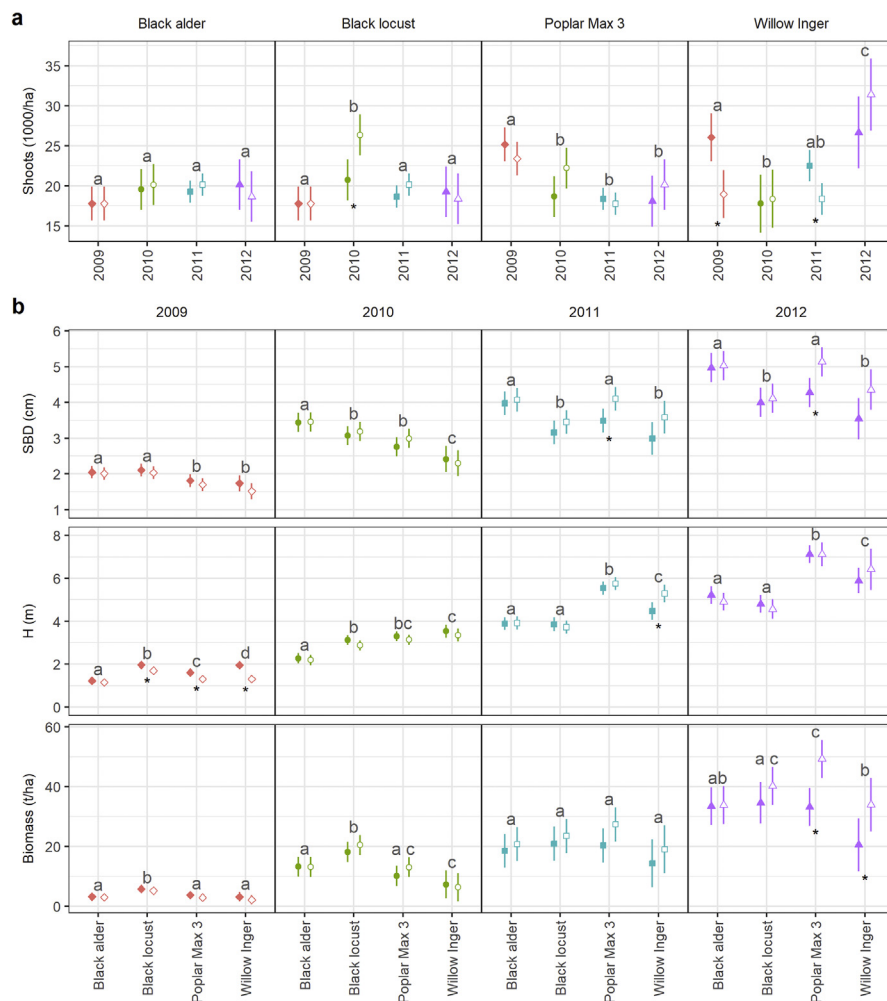 a
Black alder Black locust Poplar Max 3 Willow Inger
Shoots (1000/ha)
35
30
25
20
15
a a a a
a b a a
* 
a b b b
a b ab c
* *
2009 2010 2011 2012 2009 2010 2011 2012 2009 2010 2011 2012 2009 2010 2011 2012
b
2009 2010 2011 2012
SBD (cm)
6
5
4
3
2
1
a a b b
a b b c
a b a b
*
a b a b
*
H (m)
8
6
4
2
0
a b c d
* * *
a b bc c
a a b c
*
a a b c
Biomass (t/ha)
60
40
20
0
a b a a
a b a c c
a a a a
ab a c c b
* *
Black alder Black locust Poplar Max 3 Willow Inger Black alder Black locust Poplar Max 3 Willow Inger Black alder Black locust Poplar Max 3 Willow Inger Black alder Black locust Poplar Max 3 Willow Inger